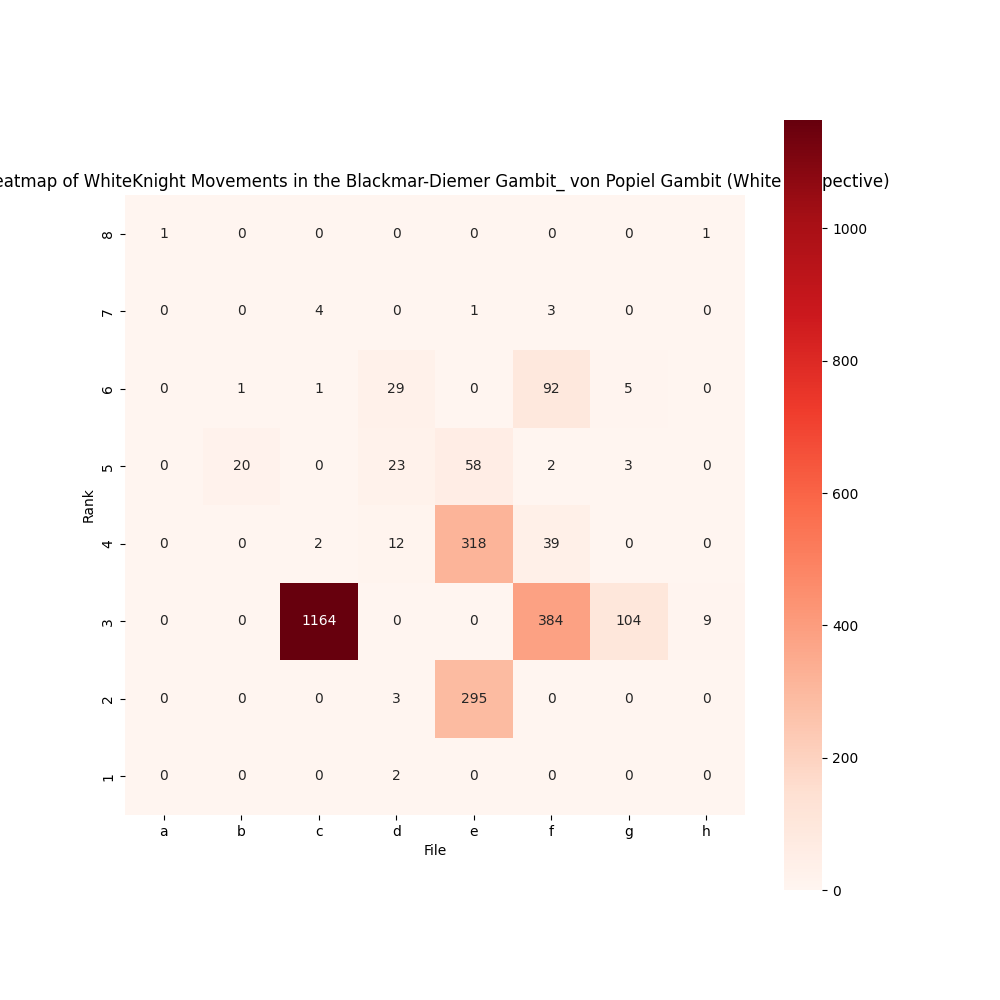 eatmap of WhiteKnight Movements in the Blackmar-Diemer Gambit_ von Popiel Gambit (White spective)
8 1 0 0 0 0 0 0 1
7 0 0 4 0 1 3 0 0
6 0 1 1 29 0 92 5 0
5 0 20 0 23 58 2 3 0
4 0 0 2 12 318 39 0 0
3 0 0 1164 0 0 384 104 9
2 0 0 0 3 295 0 0 0
1 0 0 0 2 0 0 0 0
a b c d e f g h
File
Rank
1000
800
600
400
200
0